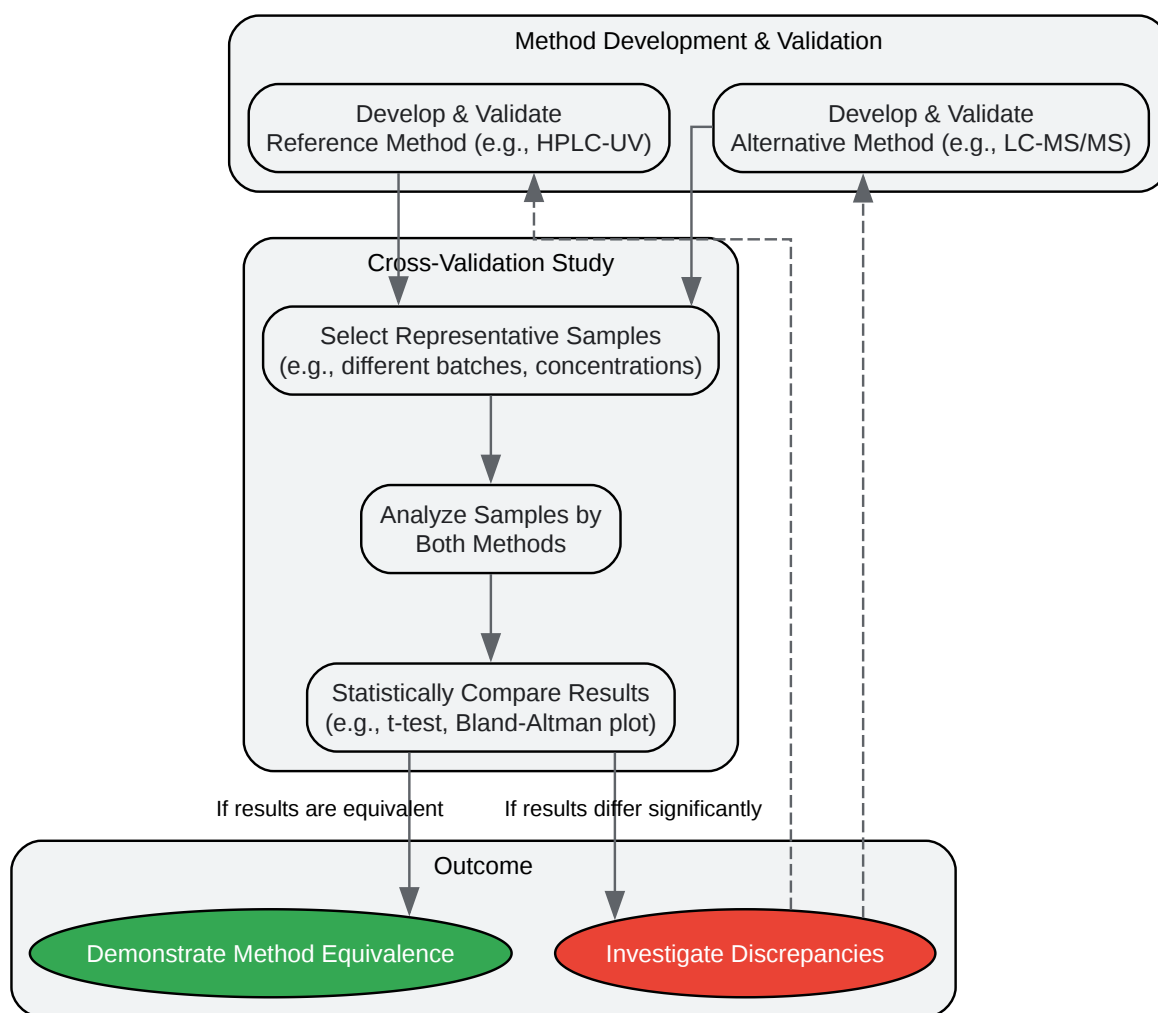 Method Development & Validation
Develop & Validate
Reference Method (e.g., HPLC-UV)
Develop & Validate
Alternative Method (e.g., LC-MS/MS)
Cross-Validation Study
Select Representative Samples
(e.g., different batches, concentrations)
Analyze Samples by
Both Methods
Statistically Compare Results
(e.g., t-test, Bland-Altman plot)
If results are equivalent
If results differ significantly
Outcome
Demonstrate Method Equivalence
Investigate Discrepancies